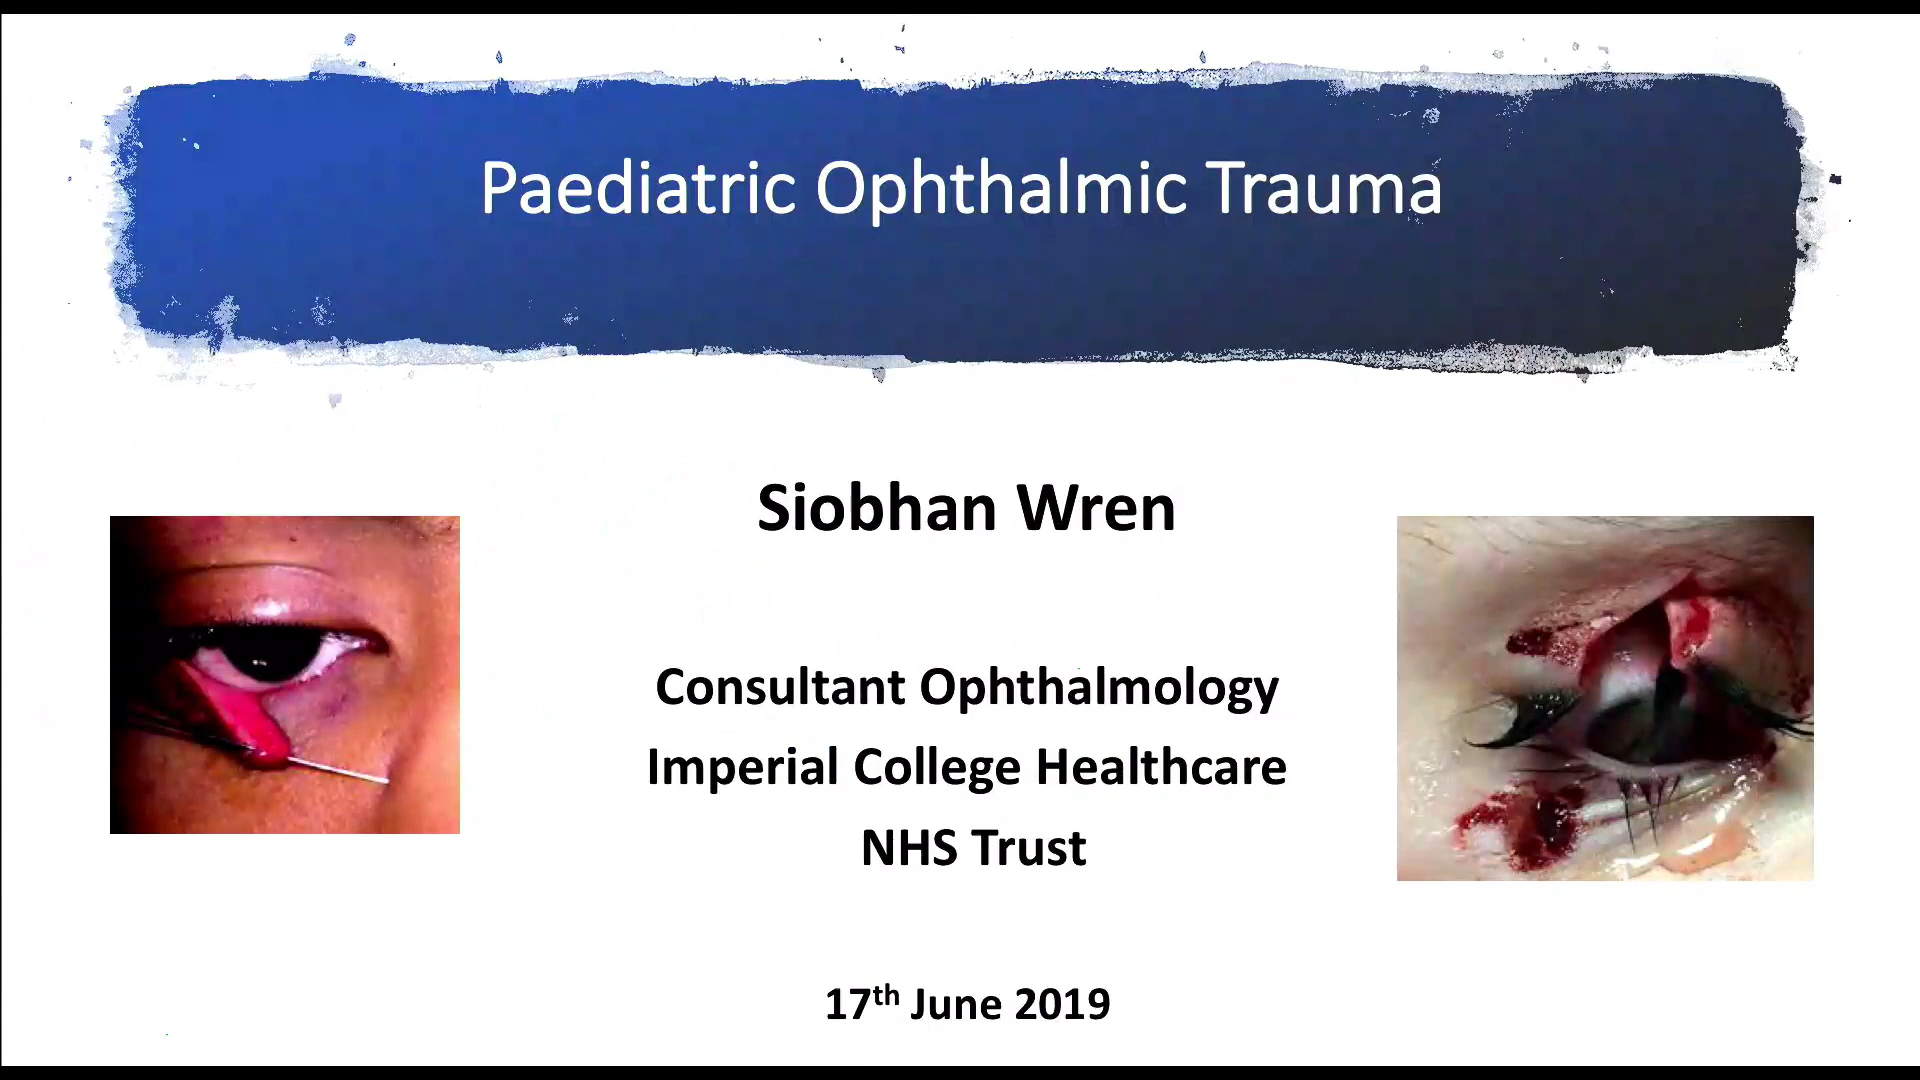 Paediatric Ophthalmic Trauma
Siobhan Wren
Consultant Ophthalmology
Imperial College Healthcare
NHS Trust
17th June 2019